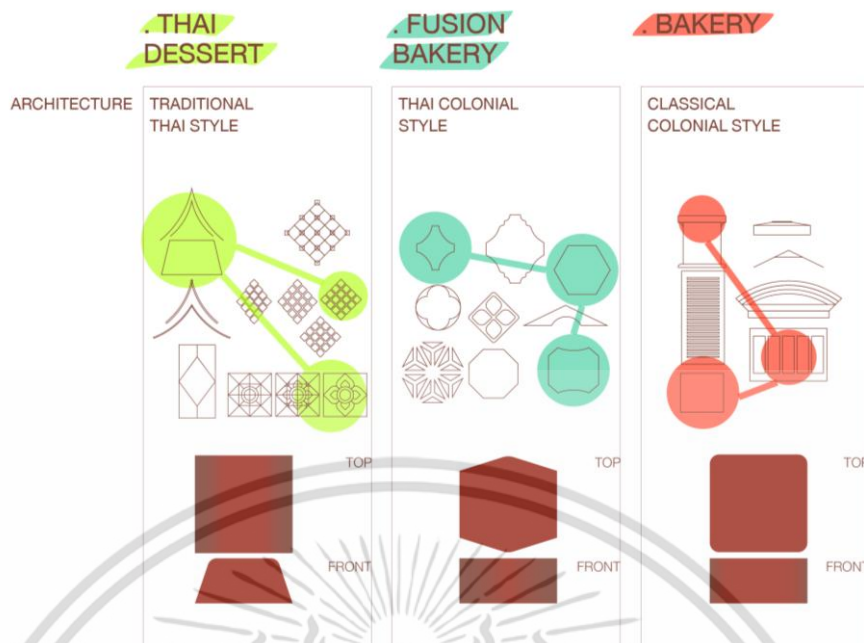 . THAI
DESSERT
. FUSION
BAKERY
. BAKERY
ARCHITECTURE
TRADITIONAL
THAI STYLE
THAI COLONIAL
STYLE
CLASSICAL
COLONIAL STYLE
TOP
TOP
TOP
FRONT
FRONT
FRONT